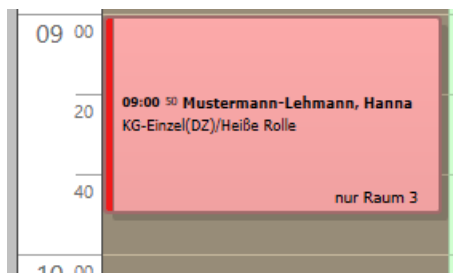 09 00
09:00 50 Mustermann-Lehmann, Hanna
20
KG-Einzel(DZ)/Heiße Rolle
40
nur Raum 3
10 00